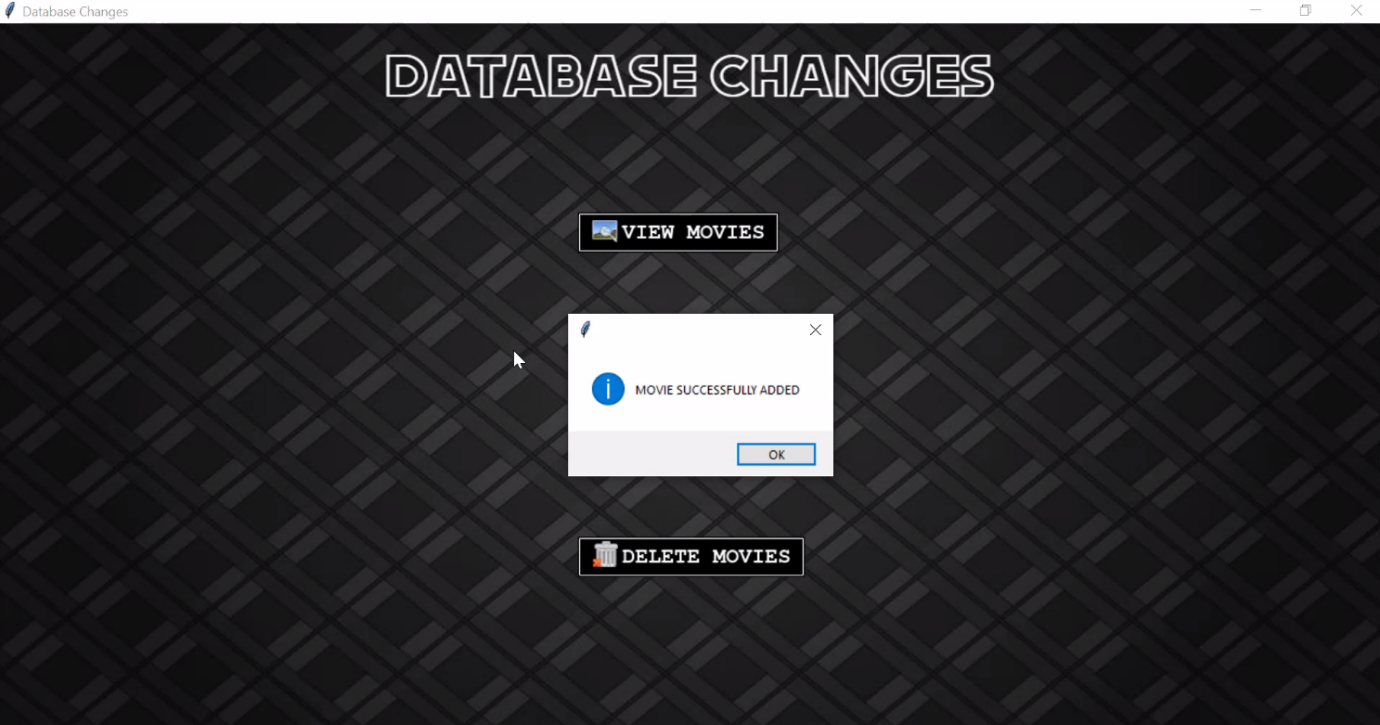 Database Changes
DATABASE CHANGES
VIEW MOVIES
MOVIE SUCCESSFULLY ADDED
OK
DELETE MOVIES